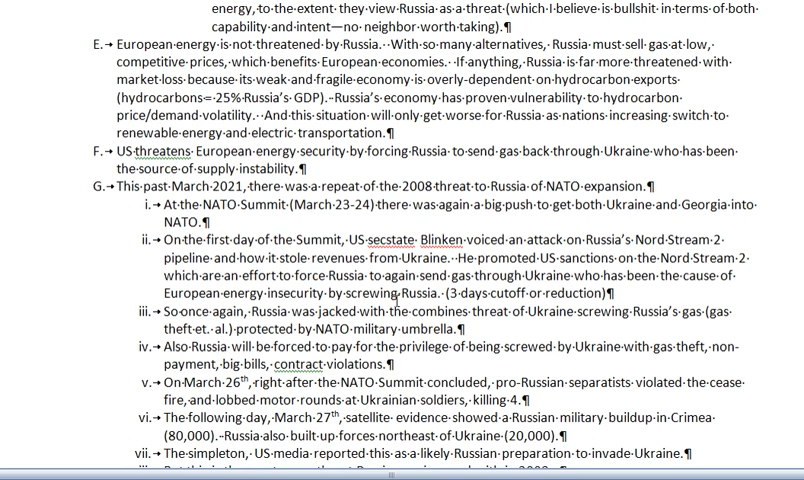 energy, to the extent they view Russia as a threat (which I believe is bullshit in terms of both
capability and intent—no neighbor worth taking).¶
E.→European energy is not threatened by Russia. With so many alternatives, Russia must sell gas at low,
competitive prices, which benefits European economies. If anything, Russia is far more threatened with
market loss because its weak and fragile economy is overly-dependent on hydrocarbon exports
(hydrocarbons= 25% Russia's GDP). Russia's economy has proven vulnerability to hydrocarbon
price/demand volatility. And this situation will only get worse for Russia as nations increasing switch to
renewable energy and electric transportation.¶
F.→US threatens European energy security by forcing Russia to send gas back through Ukraine who has been
the source of supply instability.¶
G.→This past March 2021, there was a repeat of the 2008 threat to Russia of NATO expansion.¶
i.→At the NATO Summit (March 23-24) there was again a big push to get both Ukraine and Georgia into
NATO.¶
ii.→On the first day of the Summit, US secstate Blinken voiced an attack on Russia's Nord Stream 2
pipeline and how it stole revenues from Ukraine. He promoted US sanctions on the Nord Stream 2
which are an effort to force Russia to again send gas through Ukraine who has been the cause of
European energy insecurity by screwing Russia. (3 days cutoff or reduction)¶
iii.→So once again, Russia was jacked with the combines threat of Ukraine screwing Russia's gas (gas
theft et. al.) protected by NATO military umbrella.¶
iv.→Also Russia will be forced to pay for the privilege of being screwed by Ukraine with gas theft, non-
payment, big bills, contract violations.¶
v.→On March 26th, right after the NATO Summit concluded, pro-Russian separatists violated the cease
fire, and lobbed motor rounds at Ukrainian soldiers, killing 4.¶
vi.→The following day, March 27th, satellite evidence showed a Russian military buildup in Crimea
(80,000). Russia also built up forces northeast of Ukraine (20,000).¶
vii.→The simpleton, US media reported this as a likely Russian preparation to invade Ukraine.¶